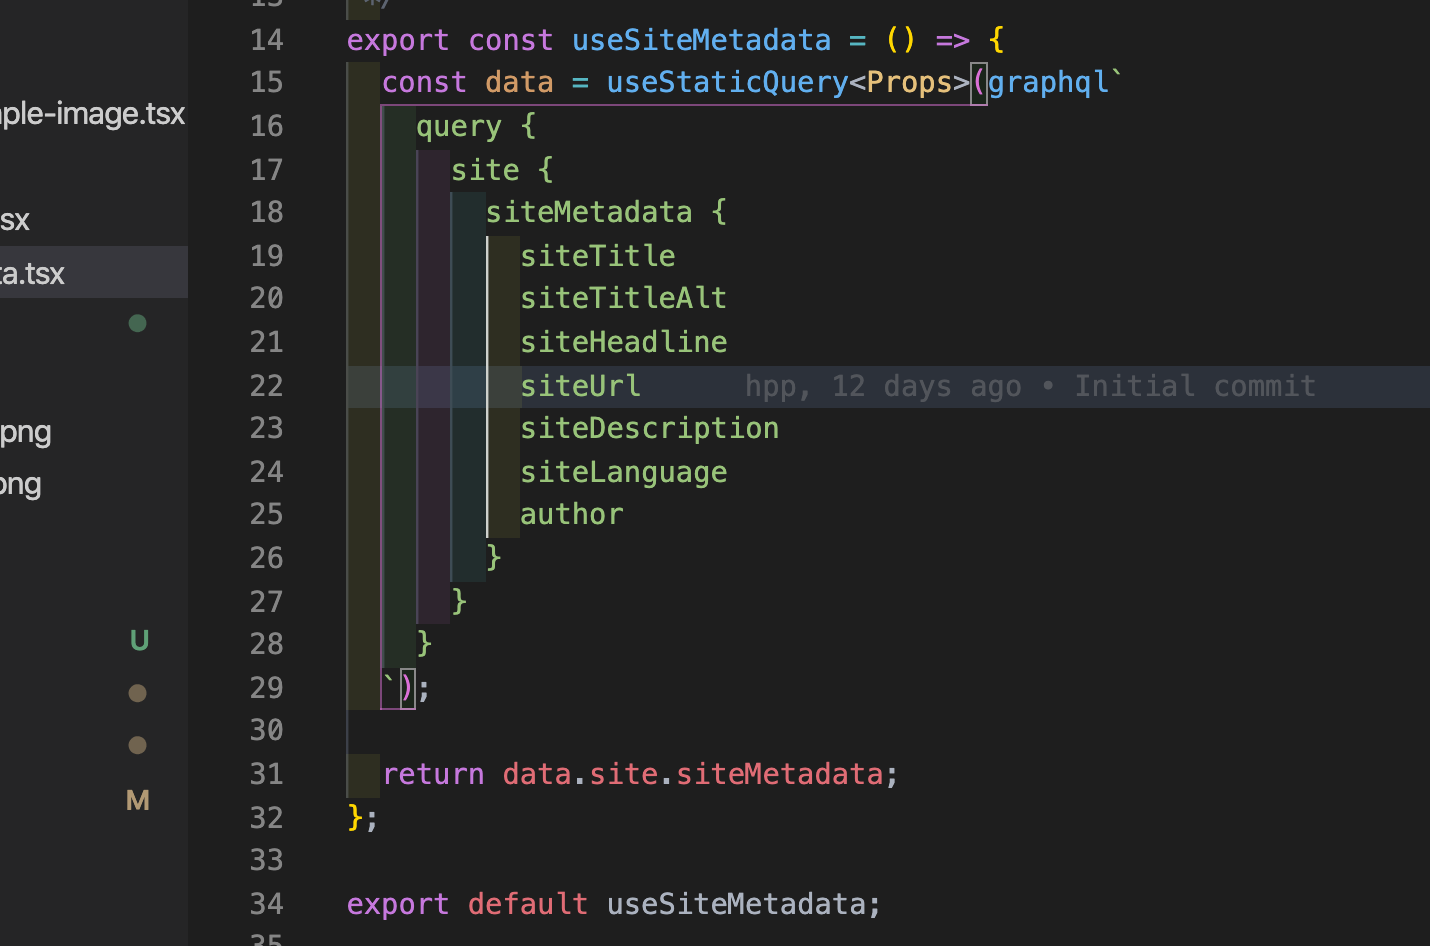 ple-image.tsx
sx
ta.tsx
png
png
U
M
13 */
14 export const useSiteMetadata = () => {
15 const data = useStaticQuery<Props>(graphql`
16 query {
17 site {
18 siteMetadata {
19 siteTitle
20 siteTitleAlt
21 siteHeadline
22 siteUrl hpp, 12 days ago • Initial commit
23 siteDescription
24 siteLanguage
25 author
26 }
27 }
28 }
29 `);
30
31 return data.site.siteMetadata;
32 };
33
34 export default useSiteMetadata;
35